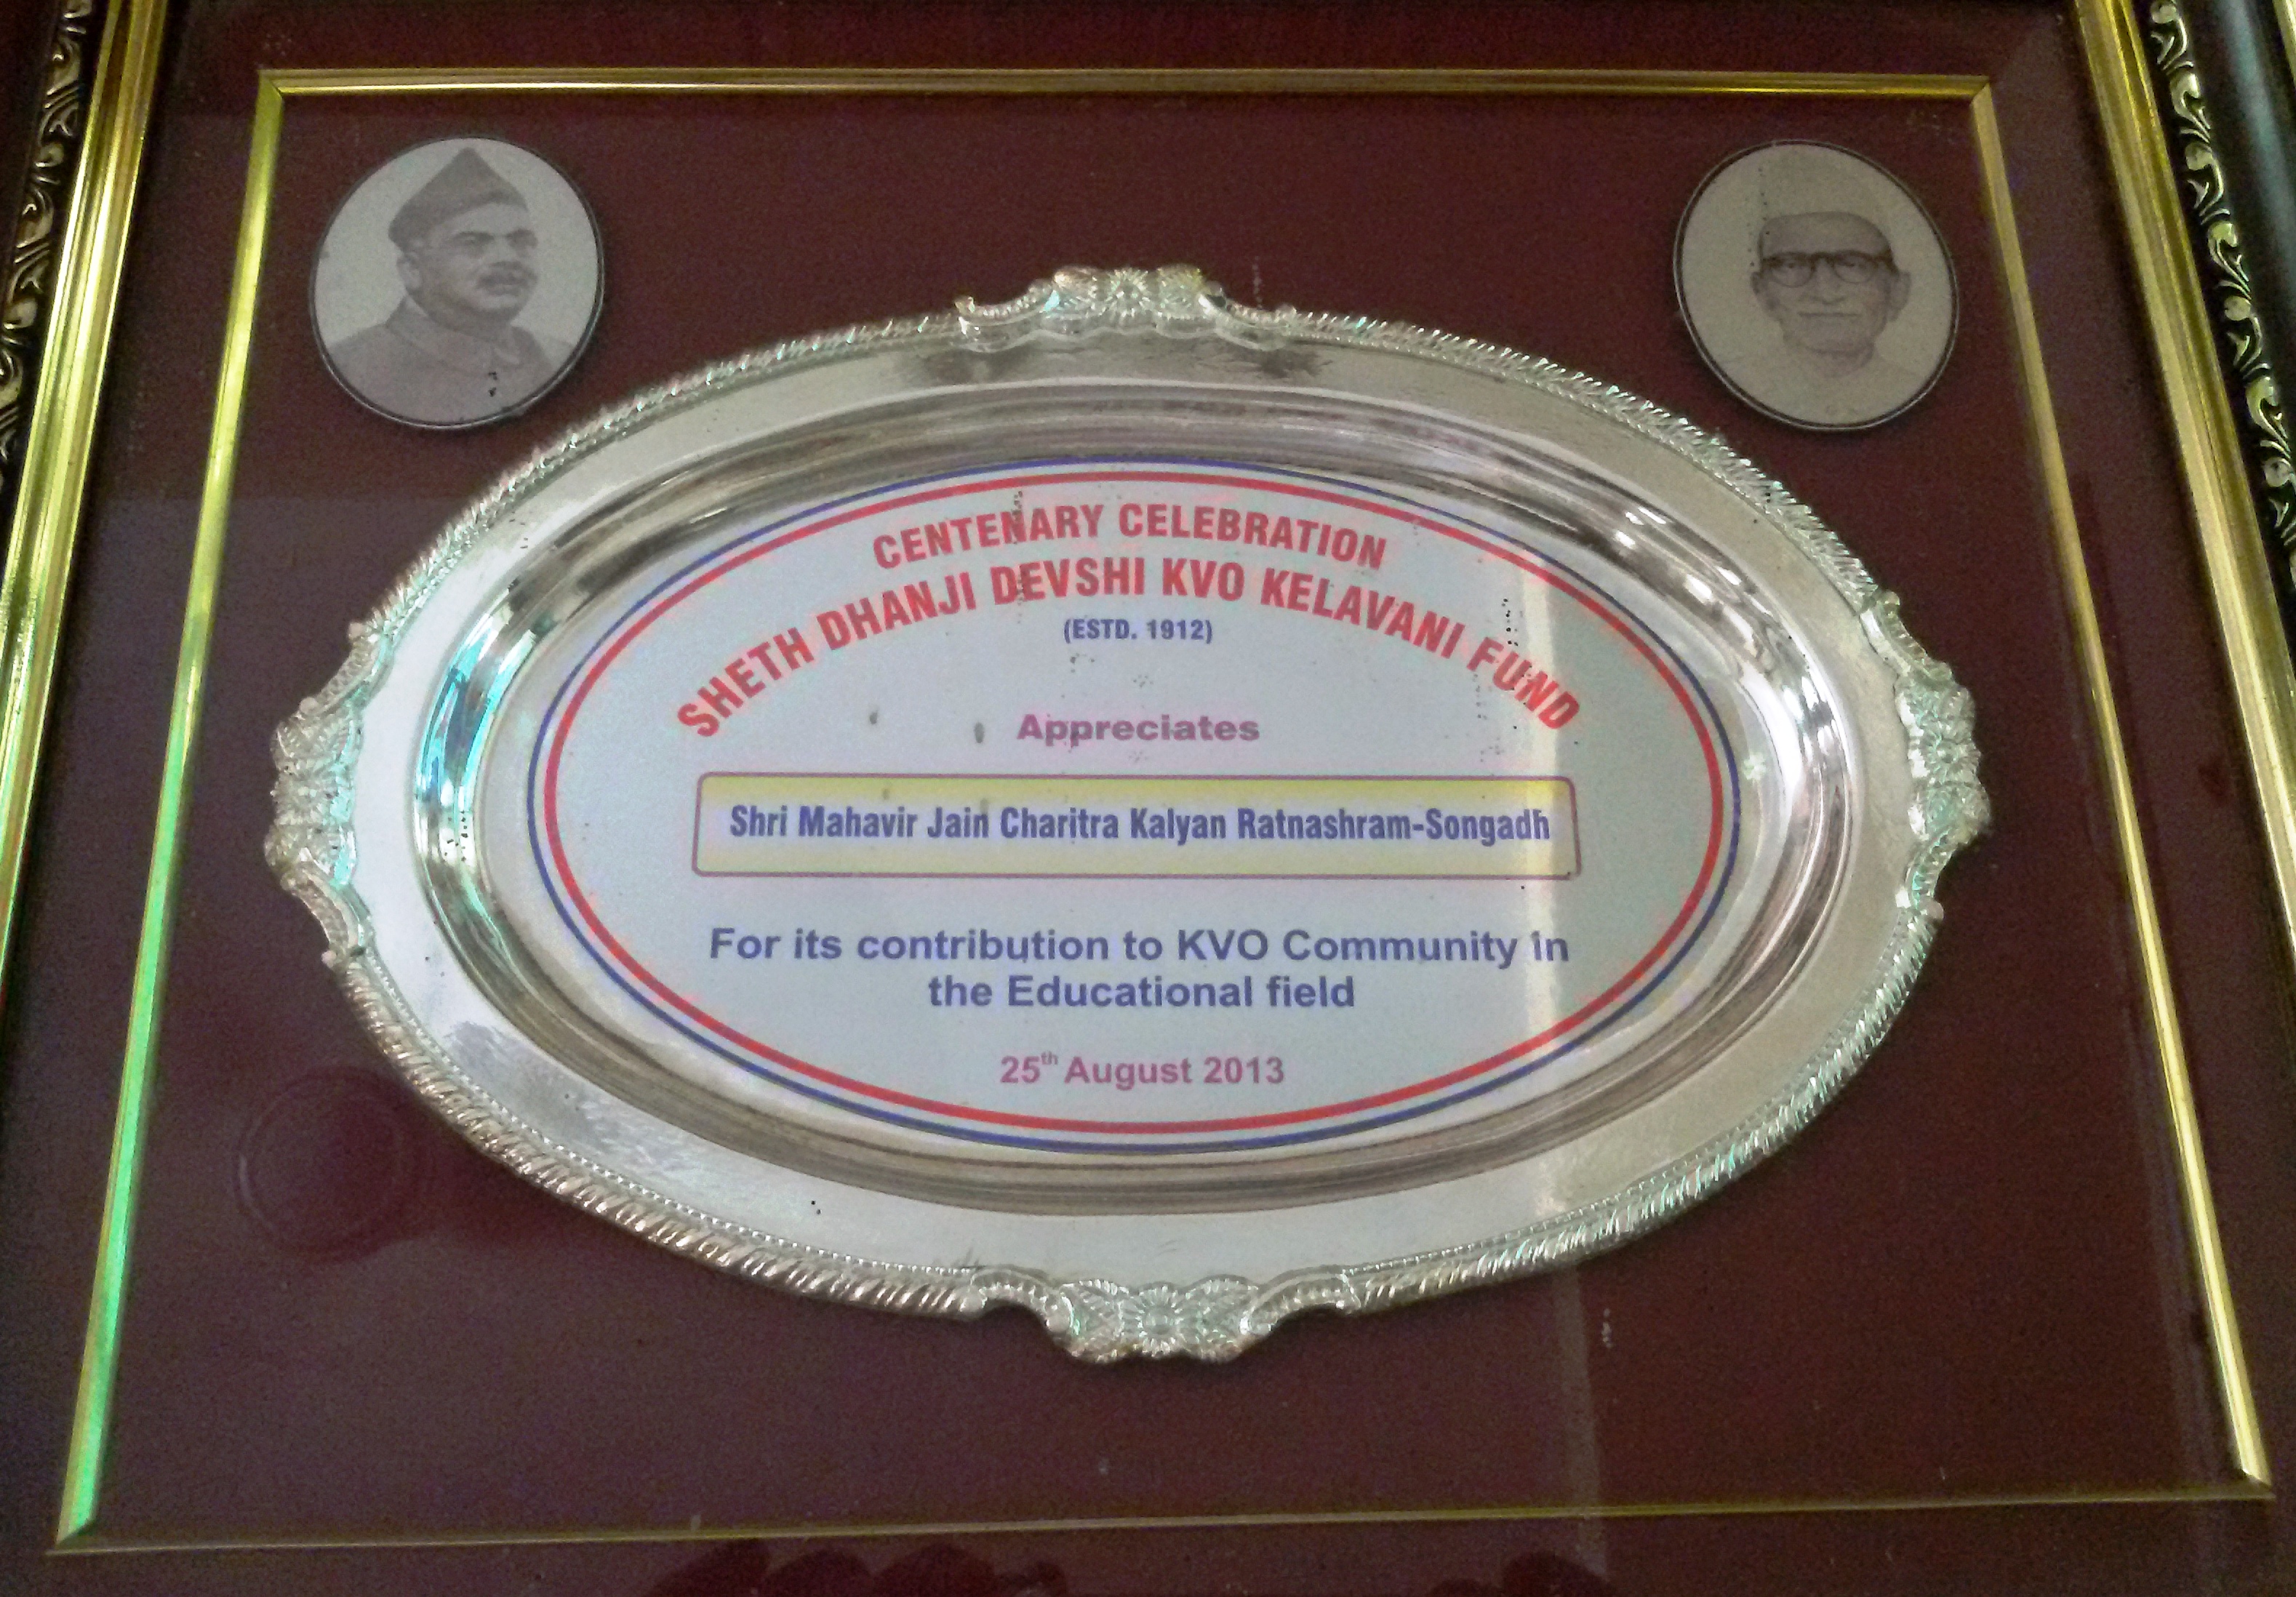 CENTENARY CELEBRATION
SHETH DHANJI DEVSHI KVO KELAVANI FUND
(ESTD. 1912)
Appreciates
Shri Mahavir Jain Charitra Kalyan Ratnashram-Songadh
For its contribution to KVO Community in
the Educational field
25th August 2013